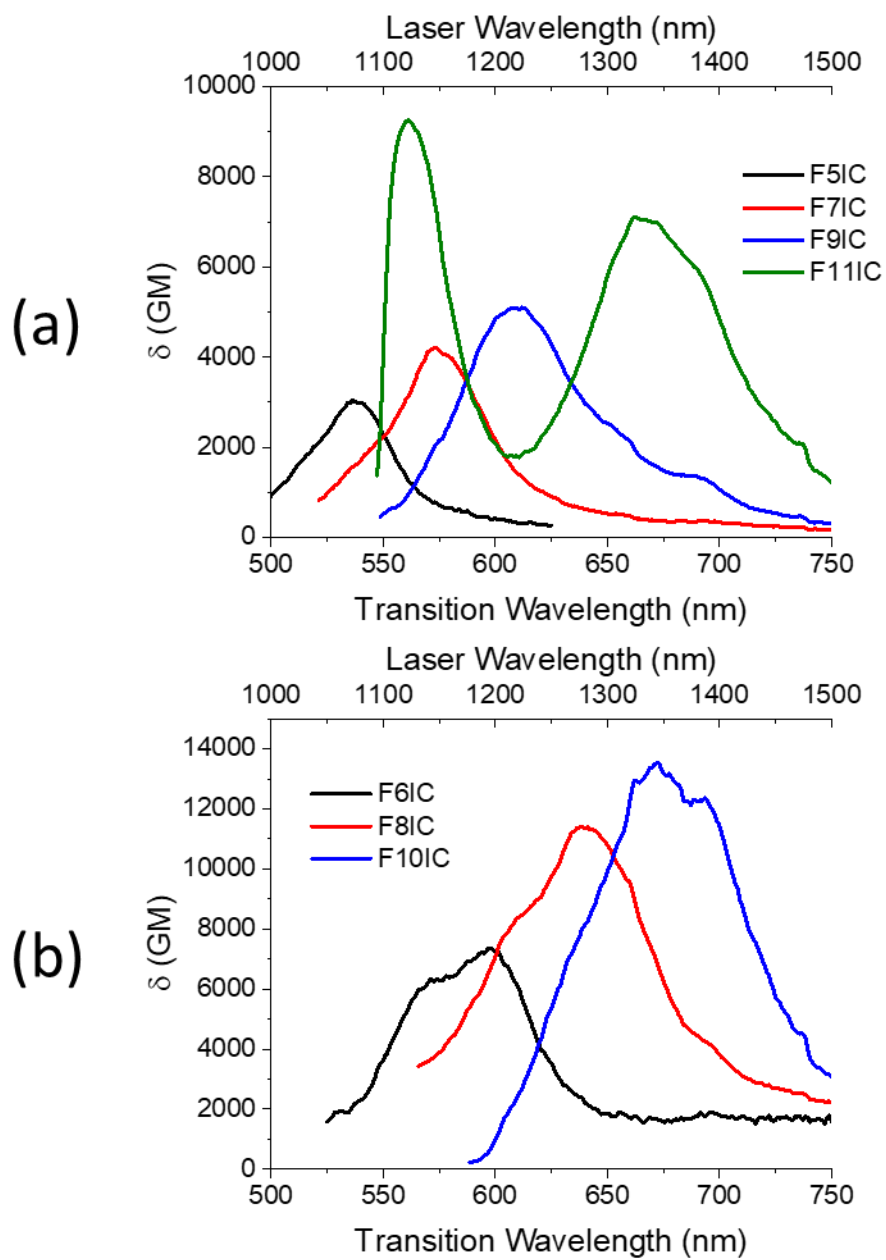 (a)
Laser Wavelength (nm)
1000 1100 1200 1300 1400 1500
10000
8000
6000
4000
2000
0
δ (GM)
F5IC
F7IC
F9IC
F11IC
500 550 600 650 700 750
Transition Wavelength (nm)
(b)
Laser Wavelength (nm)
1000 1100 1200 1300 1400 1500
14000
12000
10000
8000
6000
4000
2000
0
δ (GM)
F6IC
F8IC
F10IC
500 550 600 650 700 750
Transition Wavelength (nm)